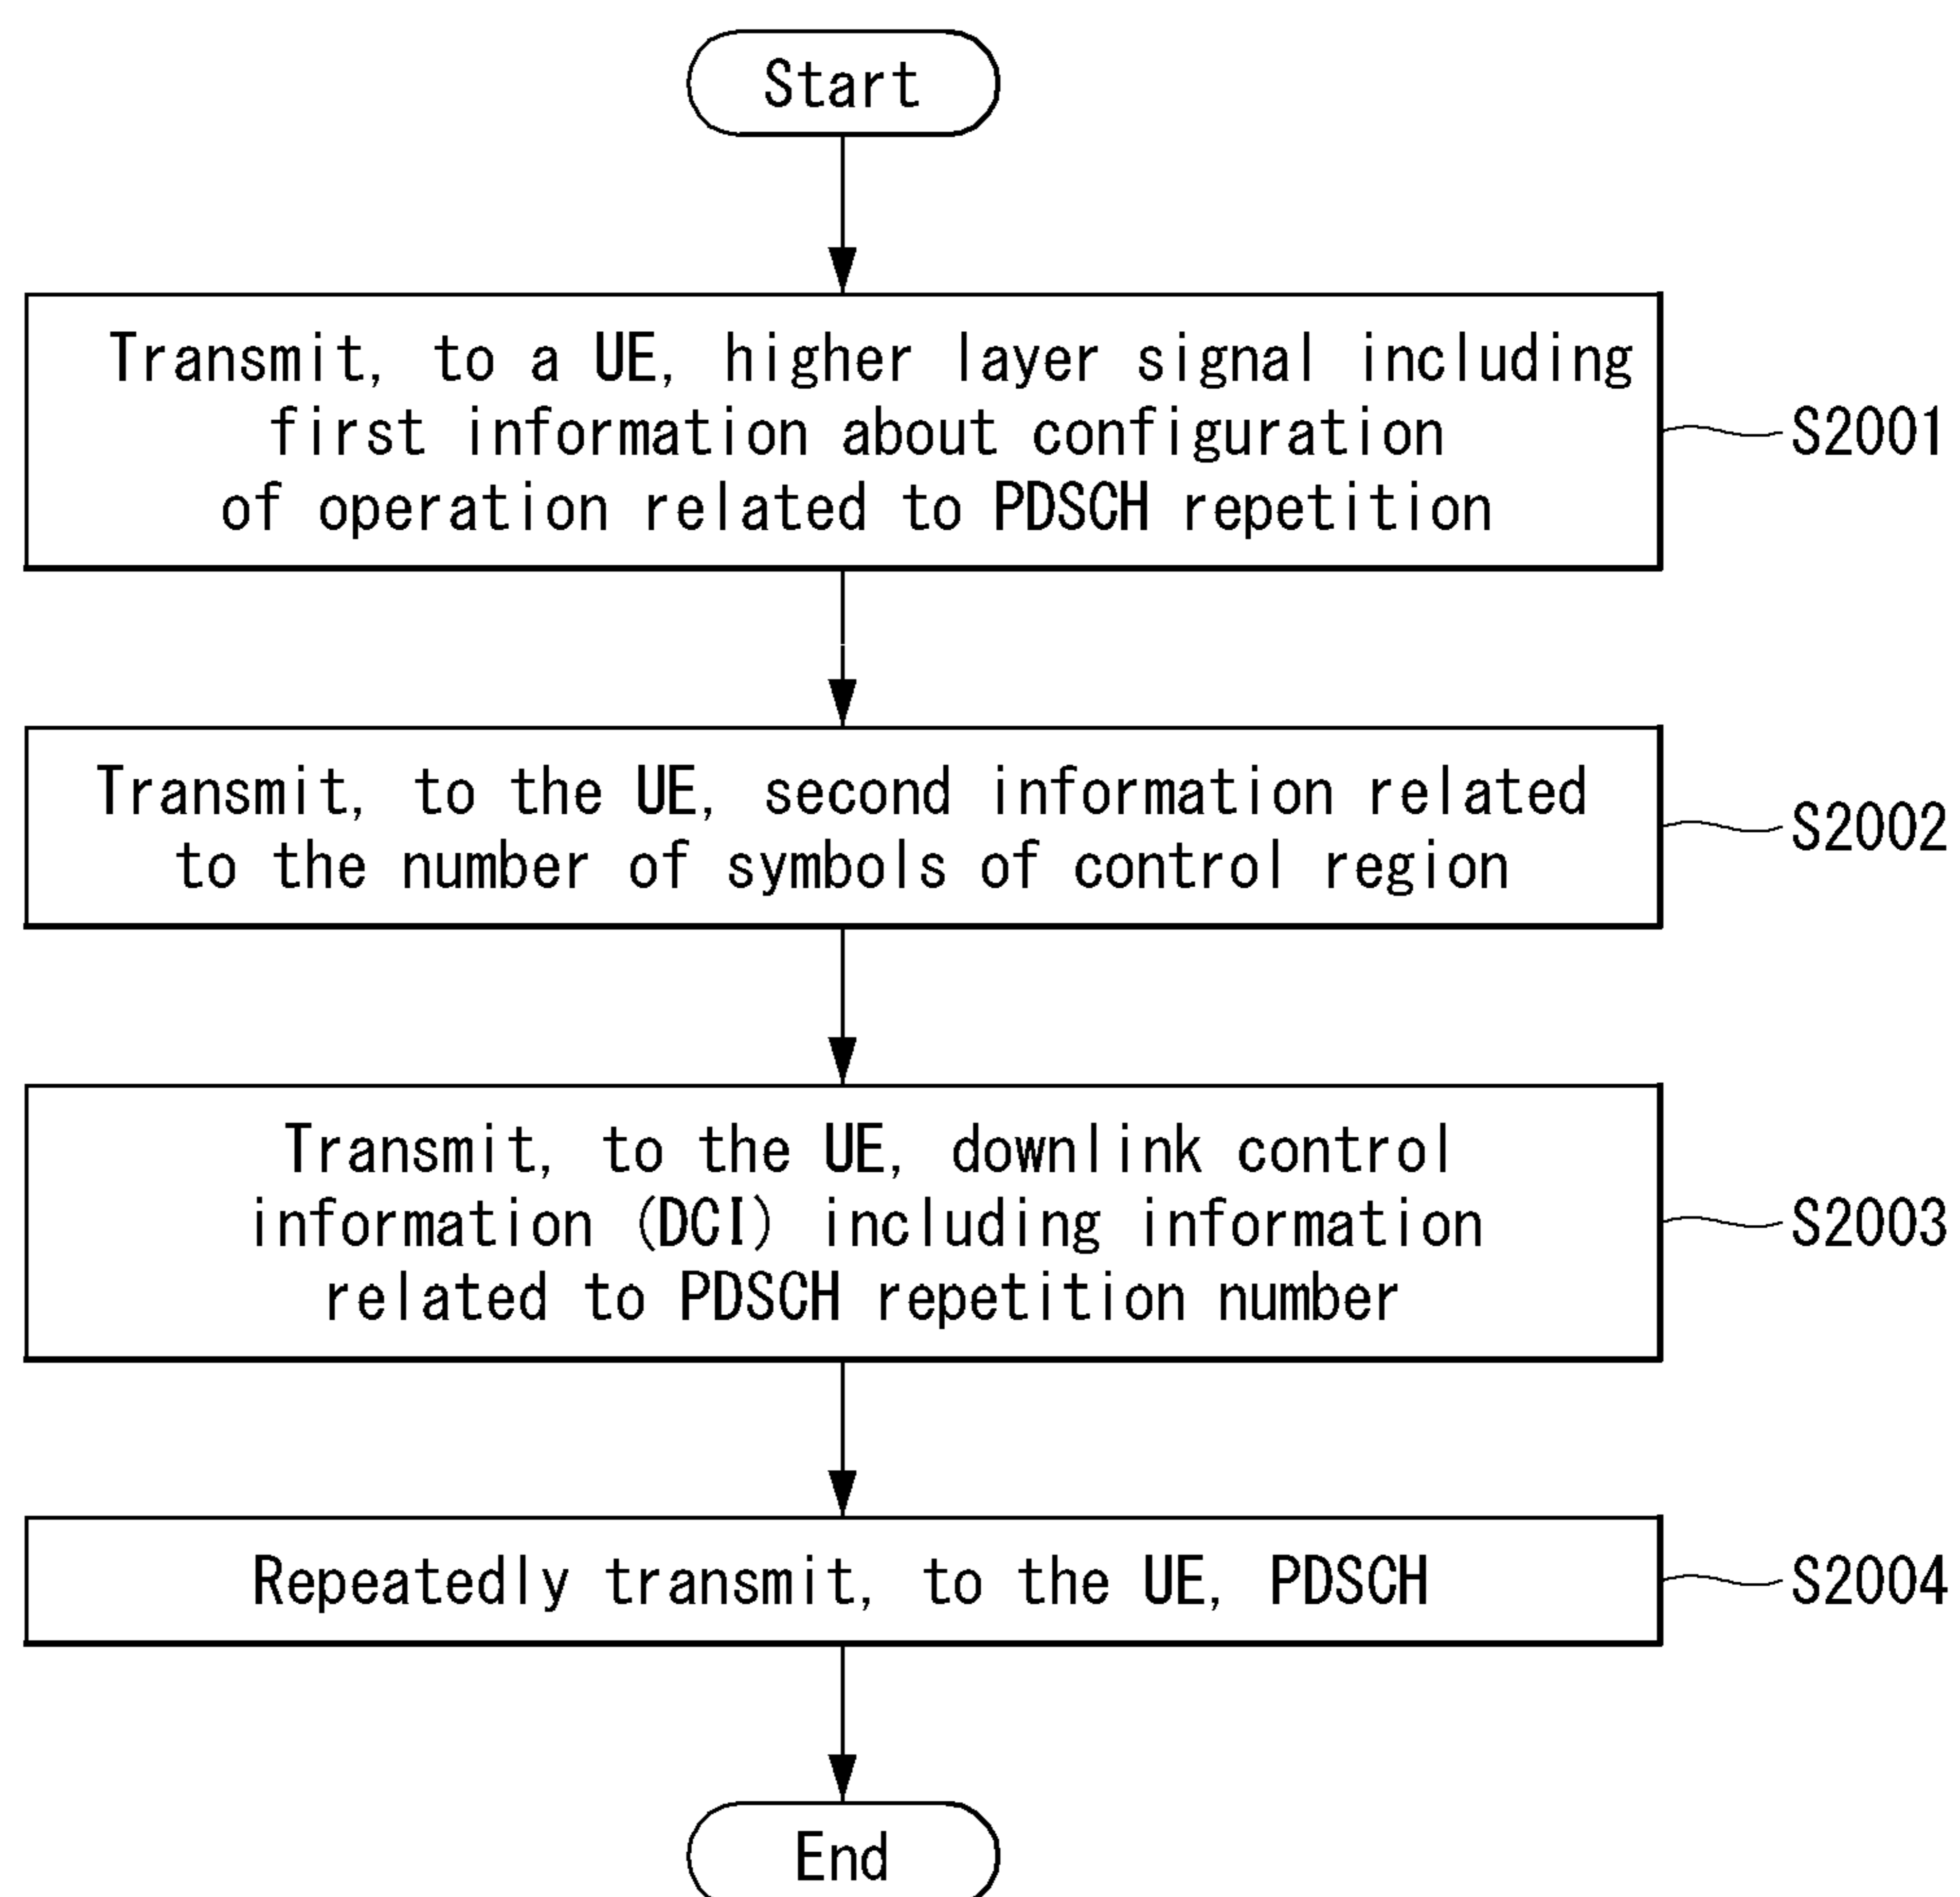 Start
Transmit, to a UE, higher layer signal including
first information about configuration
of operation related to PDSCH repetition
S2001
Transmit, to the UE, second information related
to the number of symbols of control region
S2002
Transmit, to the UE, downlink control
information (DCI) including information
related to PDSCH repetition number
S2003
Repeatedly transmit, to the UE, PDSCH
S2004
End